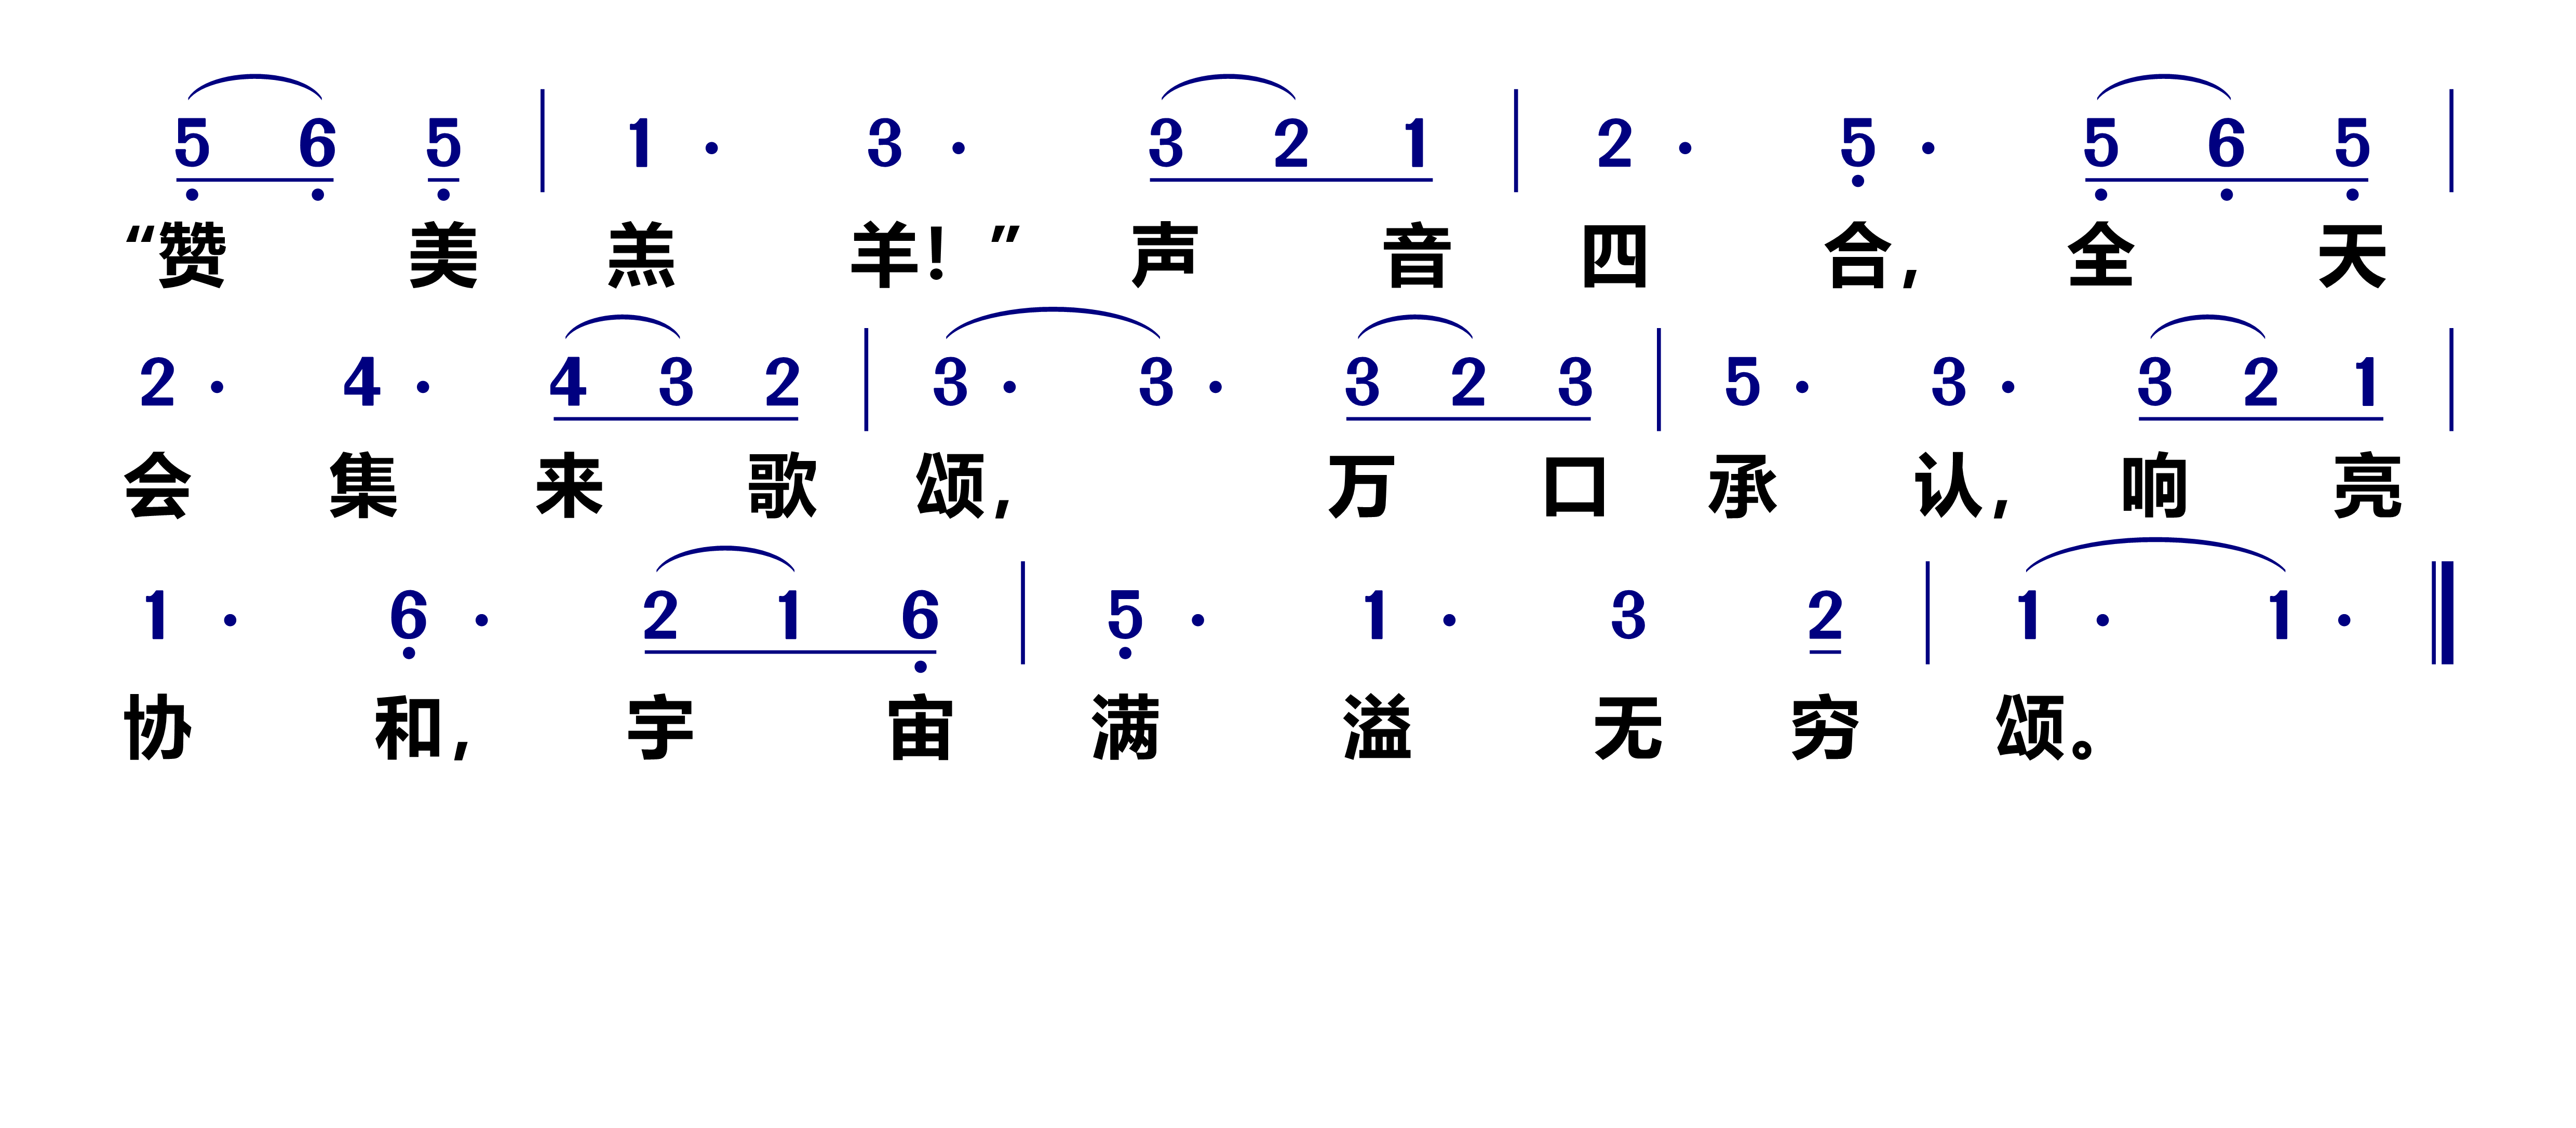 5 6 5 | 1 · 3 · 3 2 1 | 2 · 5 · 5 6 5 |
“赞 美 羔 羊！” 声 音 四 合， 全 天
2 · 4 · 4 3 2 | 3 · 3 · 3 2 3 | 5 · 3 · 3 2 1 |
会 集 来 歌 颂， 万 口 承 认， 响 亮
1 · 6 · 2 1 6 | 5 · 1 · 3 2 | 1 · 1 · ‖
协 和， 宇 宙 满 溢 无 穷 颂。